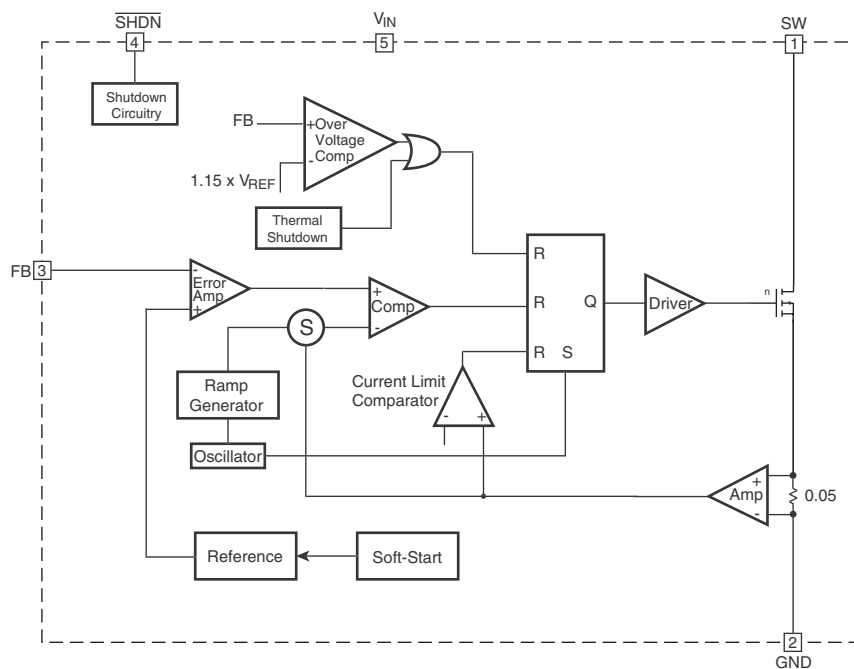 SHDN
4
VIN
5
SW
1
Shutdown
Circuitry
FB
+
Over
Voltage
Comp
-
1.15 x VREF
Thermal
Shutdown
FB 3
-
Error
Amp
+
+
Comp
-
S
Ramp
Generator
Oscillator
Current Limit
Comparator
-
+
R
R
R
S
Q
Driver
n
Amp
+
-
0.05
Reference
Soft-Start
2
GND